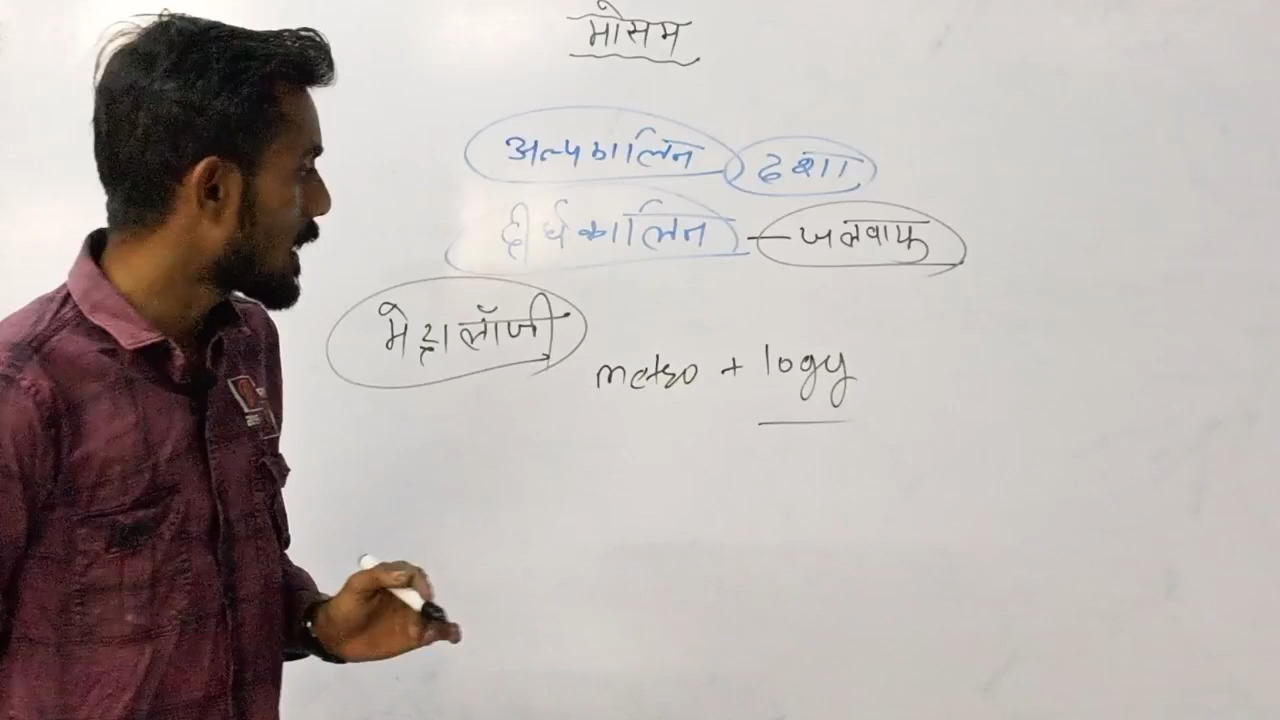 मौसम
अल्पकालिन दशा
दीर्घकालिन — जलवायु
मेट्रालॉजी metro + logy